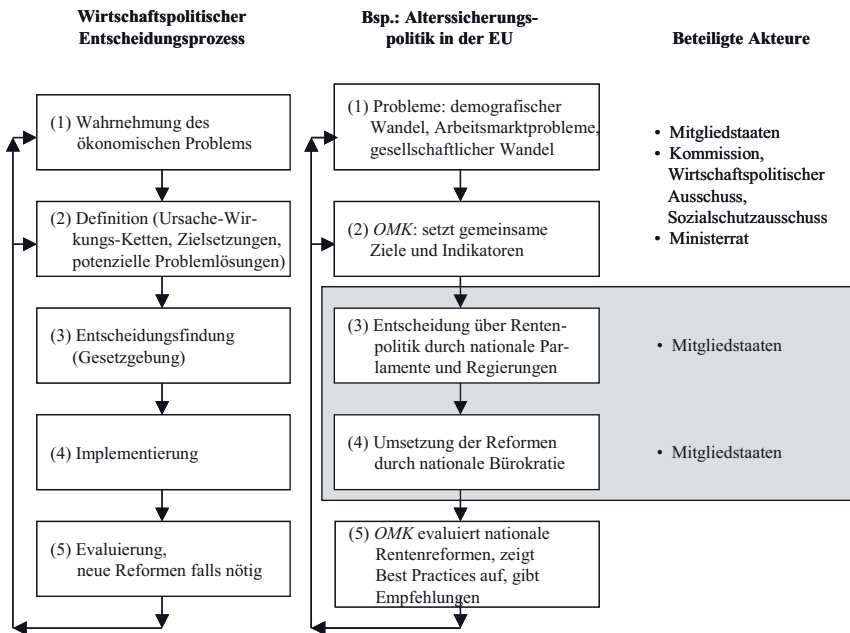 Wirtschaftspolitischer
Entscheidungsprozess
Bsp.: Alterssicherungs-
politik in der EU
Beteiligte Akteure
(1) Wahrnehmung des
ökonomischen Problems
(2) Definition (Ursache-Wir-
kungs-Ketten, Zielsetzungen,
potenzielle Problemlösungen)
(3) Entscheidungsfindung
(Gesetzgebung)
(4) Implementierung
(5) Evaluierung,
neue Reformen falls nötig
(1) Probleme: demografischer
Wandel, Arbeitsmarktprobleme,
gesellschaftlicher Wandel
(2) OMK: setzt gemeinsame
Ziele und Indikatoren
(3) Entscheidung über Renten-
politik durch nationale Par-
lamente und Regierungen
(4) Umsetzung der Reformen
durch nationale Bürokratie
(5) OMK evaluiert nationale
Rentenreformen, zeigt
Best Practices auf, gibt
Empfehlungen
• Mitgliedstaaten
• Kommission,
Wirtschaftspolitischer
Ausschuss,
Sozialschutzausschuss
• Ministerrat
• Mitgliedstaaten
• Mitgliedstaaten